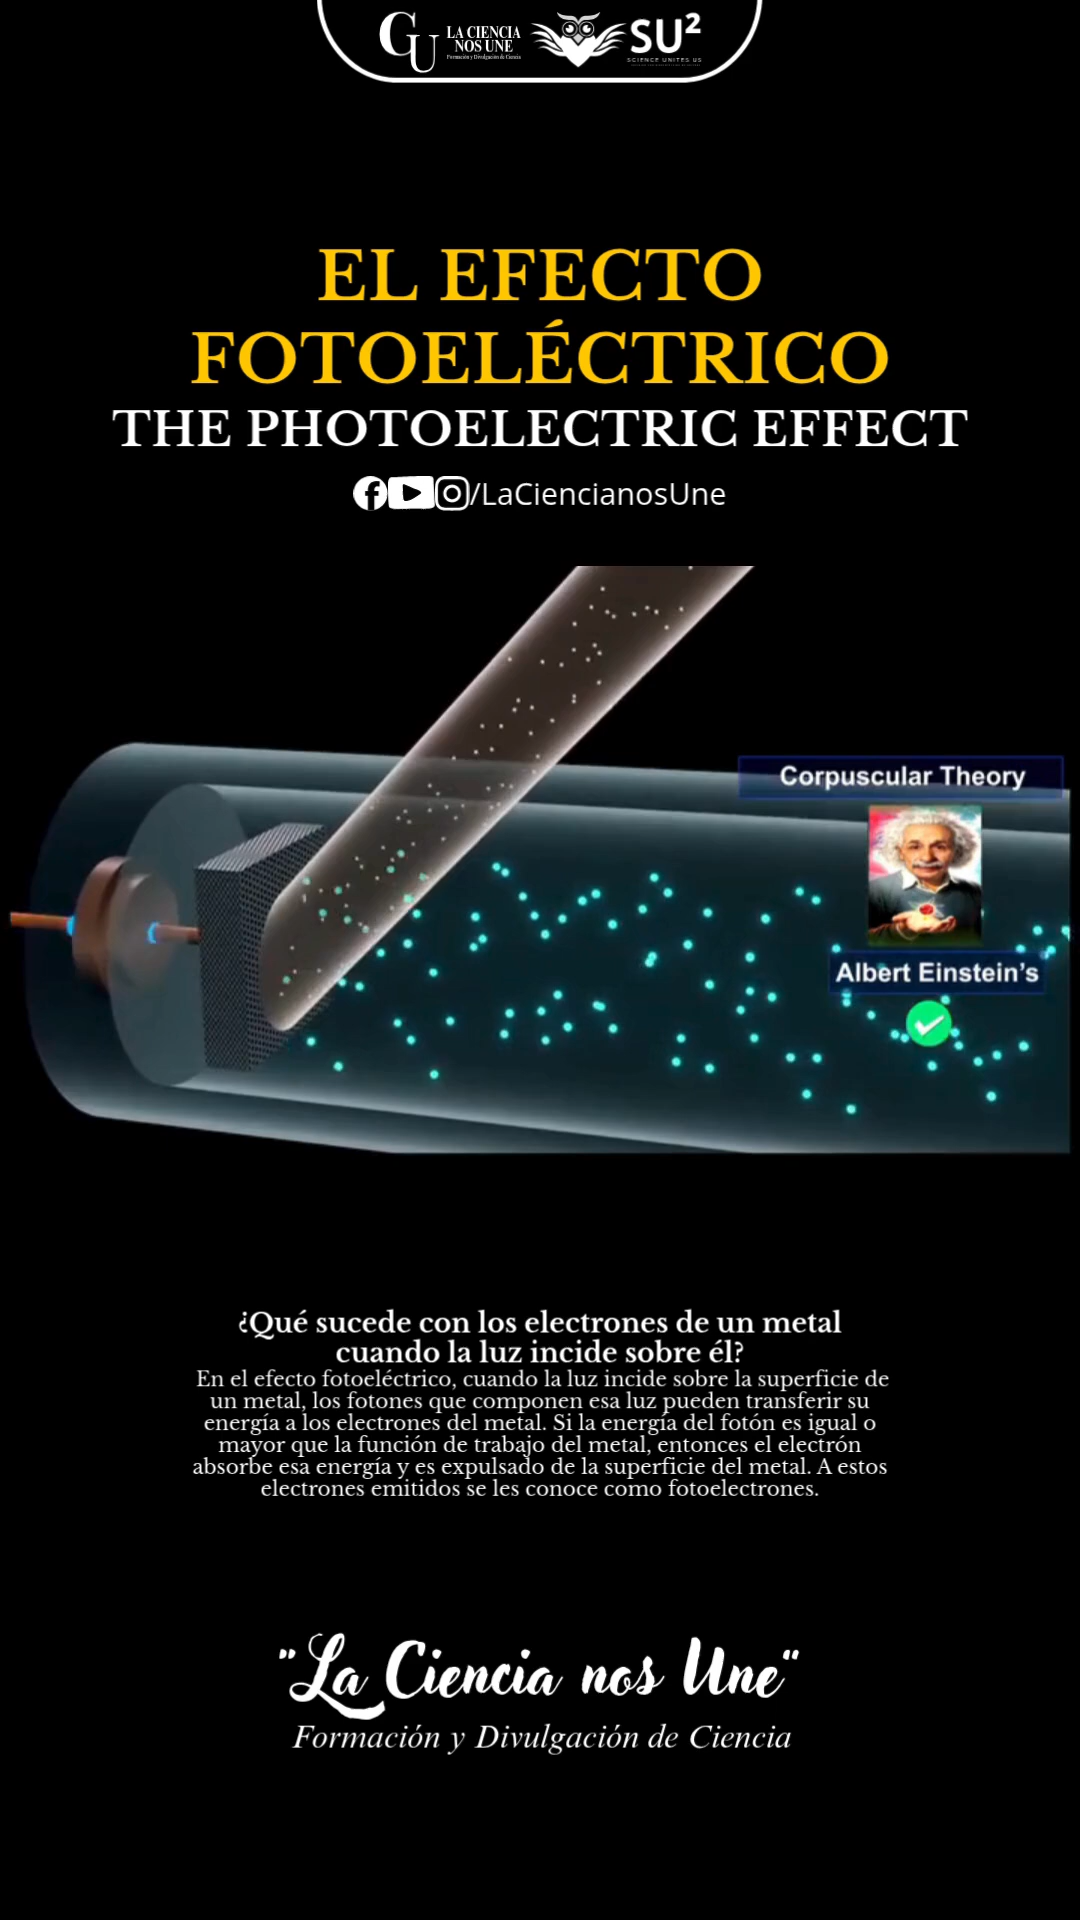 CU LA CIENCIA
NOS UNE
Formación y Divulgación de Ciencia
SU²
SCIENCE UNITES US
EL EFECTO
FOTOELÉCTRICO
THE PHOTOELECTRIC EFFECT
/LaCiencianosUne
Corpuscular Theory
Albert Einstein's
¿Qué sucede con los electrones de un metal
cuando la luz incide sobre él?
En el efecto fotoeléctrico, cuando la luz incide sobre la superficie de
un metal, los fotones que componen esa luz pueden transferir su
energía a los electrones del metal. Si la energía del fotón es igual o
mayor que la función de trabajo del metal, entonces el electrón
absorbe esa energía y es expulsado de la superficie del metal. A estos
electrones emitidos se les conoce como fotoelectrones.
"La Ciencia nos Une"
Formación y Divulgación de Ciencia